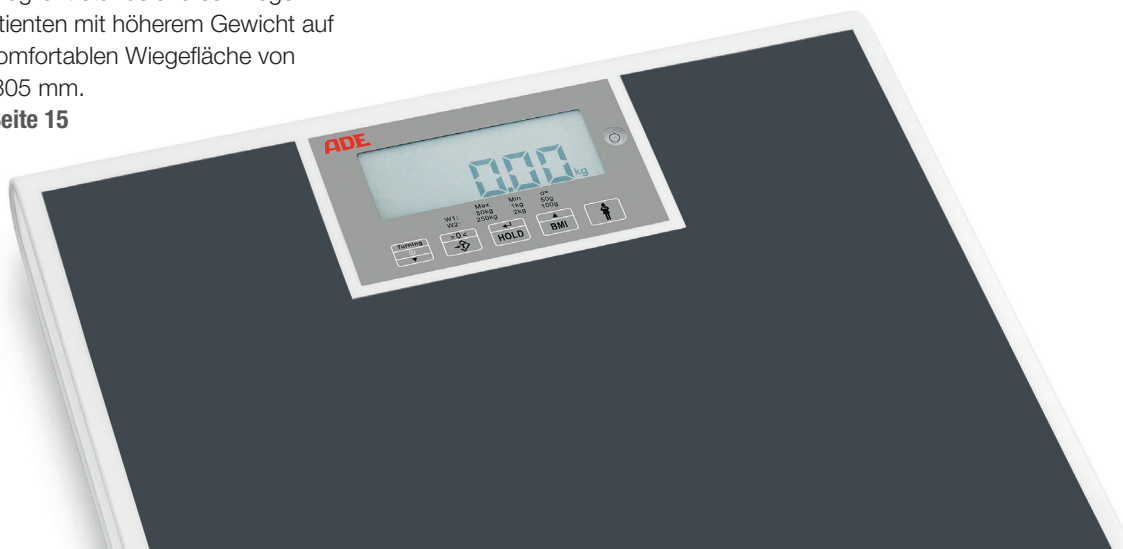 tienten mit höherem Gewicht auf
omfortablen Wiegefläche von
305 mm.
eite 15
ADE
0.00 kg
Max Min d=
W1: 50kg 1kg 50g
W2: 250kg 2kg 100g
Turning
>0<
HOLD
BMI